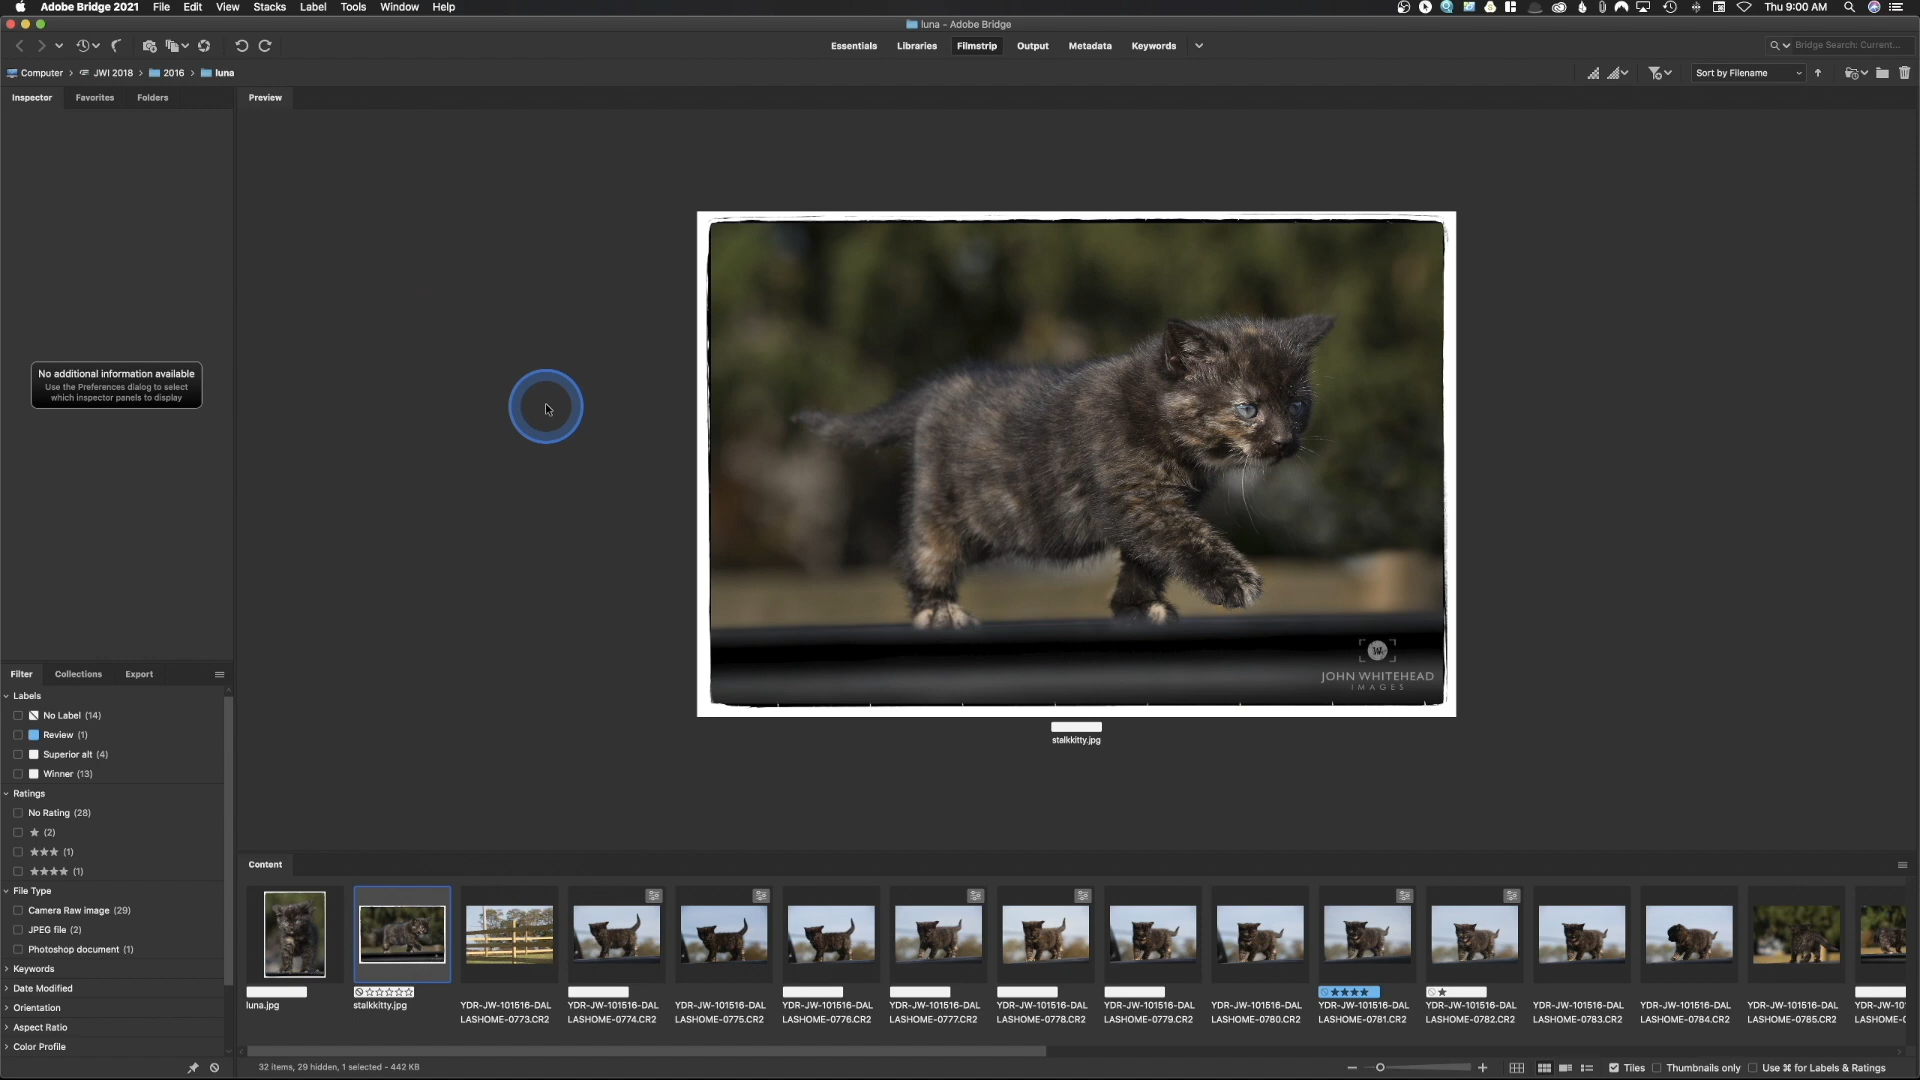 Adobe Bridge 2021 File Edit View Stacks Label Tools Window Help Thu 9:00 AM
luna - Adobe Bridge
Essentials Libraries Filmstrip Output Metadata Keywords Bridge Search: Current...
Computer > JWI 2018 > 2016 > luna Sort by Filename
Inspector Favorites Folders Preview
No additional information available
Use the Preferences dialog to select
which inspector panels to display
W
JOHN WHITEHEAD
IMAGES
stalkkitty.jpg
Filter Collections Export
Labels
No Label (14)
Review (1)
Superior alt (4)
Winner (13)
Ratings
No Rating (28)
★ (2)
★★★ (1)
★★★★ (1)
File Type
Camera Raw image (29)
JPEG file (2)
Photoshop document (1)
Keywords
Date Modified
Orientation
Aspect Ratio
Color Profile
Content
luna.jpg
stalkkitty.jpg
YDR-JW-101516-DAL
LASHOME-0773.CR2
YDR-JW-101516-DAL
LASHOME-0774.CR2
YDR-JW-101516-DAL
LASHOME-0775.CR2
YDR-JW-101516-DAL
LASHOME-0776.CR2
YDR-JW-101516-DAL
LASHOME-0777.CR2
YDR-JW-101516-DAL
LASHOME-0778.CR2
YDR-JW-101516-DAL
LASHOME-0779.CR2
YDR-JW-101516-DAL
LASHOME-0780.CR2
YDR-JW-101516-DAL
LASHOME-0781.CR2
YDR-JW-101516-DAL
LASHOME-0782.CR2
YDR-JW-101516-DAL
LASHOME-0783.CR2
YDR-JW-101516-DAL
LASHOME-0784.CR2
YDR-JW-101516-DAL
LASHOME-0785.CR2
YDR-JW-10
LASHOME-
32 items, 29 hidden, 1 selected - 442 KB Tiles Thumbnails only Use ⌘ for Labels & Ratings